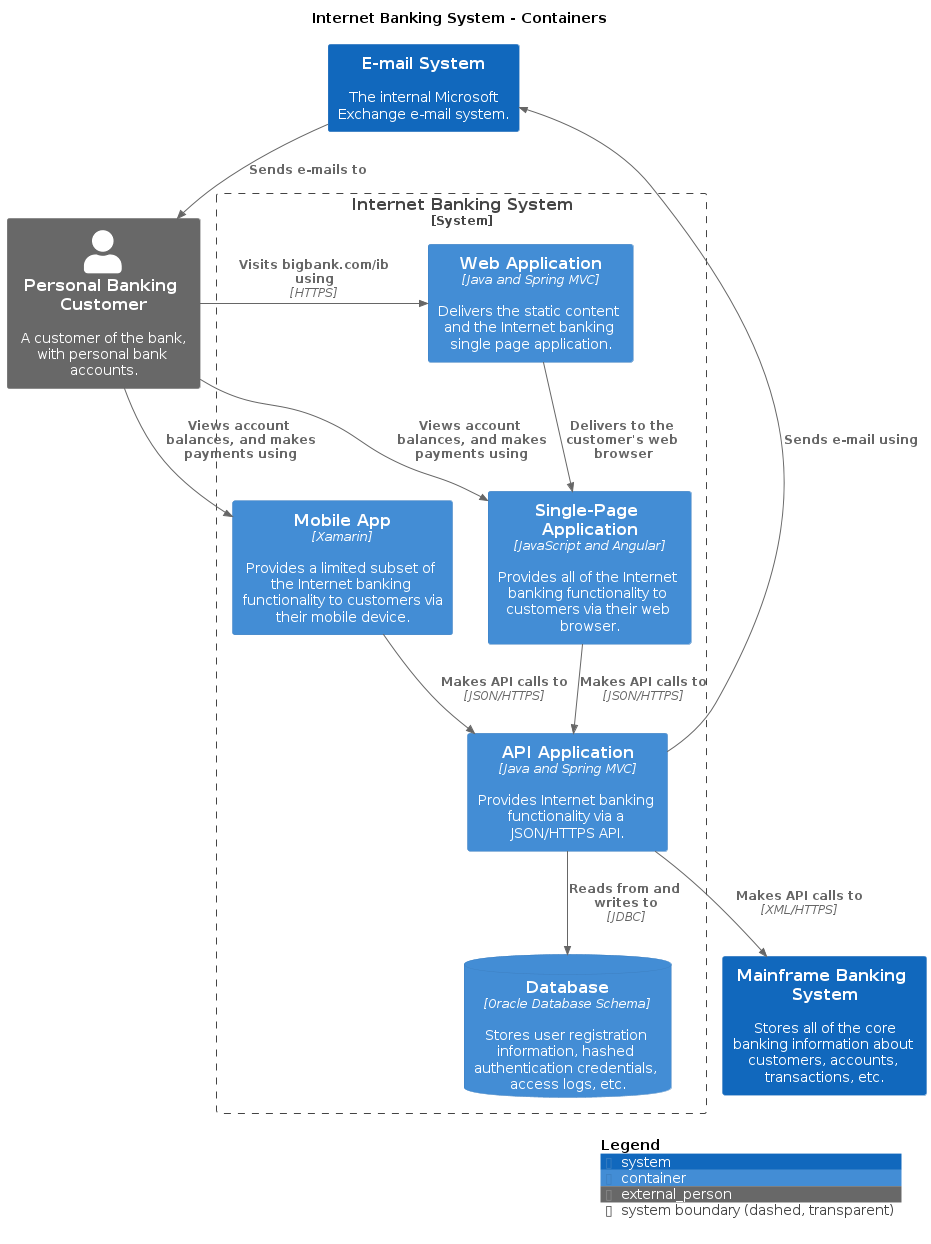 Internet Banking System - Containers
E-mail System
The internal Microsoft
Exchange e-mail system.
Sends e-mails to
Internet Banking System
[System]
Personal Banking
Customer
A customer of the bank,
with personal bank
accounts.
Visits bigbank.com/ib
using
[HTTPS]
Web Application
[Java and Spring MVC]
Delivers the static content
and the Internet banking
single page application.
Views account
balances, and makes
payments using
Views account
balances, and makes
payments using
Delivers to the
customer's web
browser
Sends e-mail using
Mobile App
[Xamarin]
Provides a limited subset of
the Internet banking
functionality to customers via
their mobile device.
Single-Page
Application
[JavaScript and Angular]
Provides all of the Internet
banking functionality to
customers via their web
browser.
Makes API calls to
[JSON/HTTPS]
Makes API calls to
[JSON/HTTPS]
API Application
[Java and Spring MVC]
Provides Internet banking
functionality via a
JSON/HTTPS API.
Reads from and
writes to
[JDBC]
Makes API calls to
[XML/HTTPS]
Database
[Oracle Database Schema]
Stores user registration
information, hashed
authentication credentials,
access logs, etc.
Mainframe Banking
System
Stores all of the core
banking information about
customers, accounts,
transactions, etc.
Legend
system
container
external_person
system boundary (dashed, transparent)